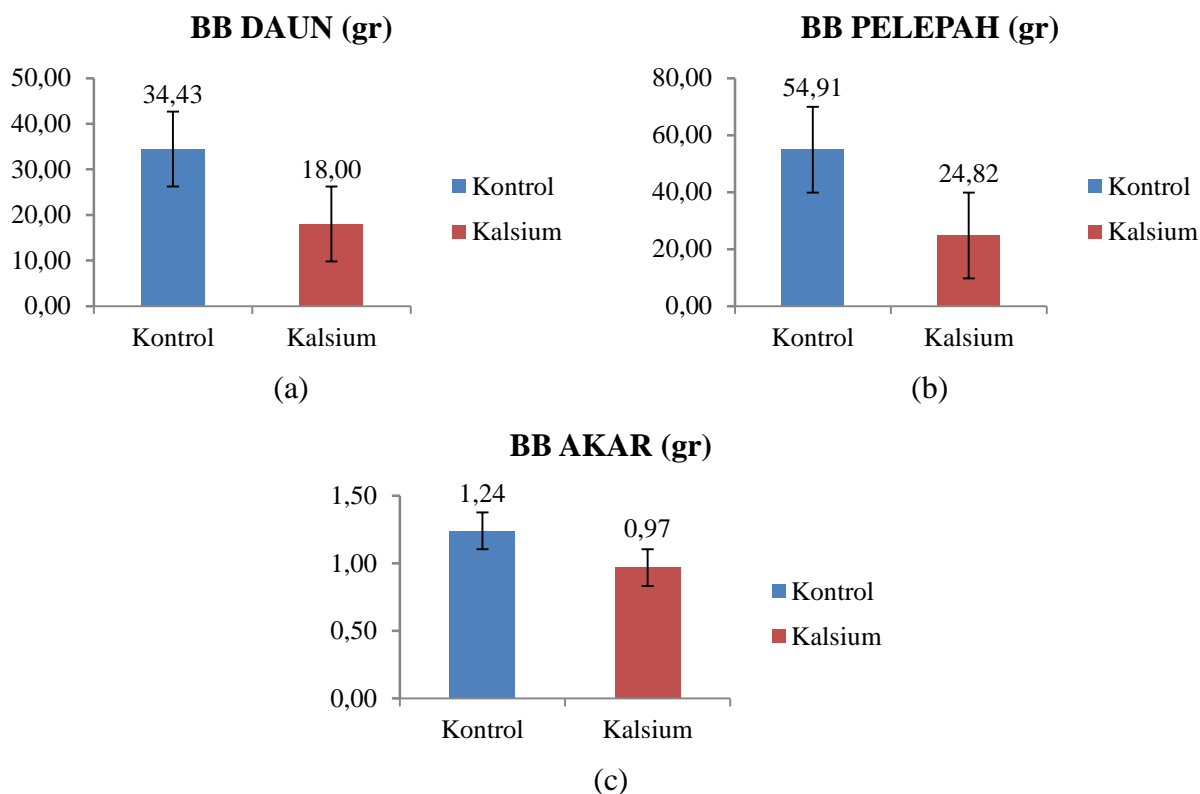 BB DAUN (gr)
50,00
40,00
30,00
20,00
10,00
0,00
34,43
18,00
Kontrol
Kalsium
Kontrol
Kalsium
(a)
BB PELEPAH (gr)
80,00
60,00
40,00
20,00
0,00
54,91
24,82
Kontrol
Kalsium
Kontrol
Kalsium
(b)
BB AKAR (gr)
1,50
1,00
0,50
0,00
1,24
0,97
Kontrol
Kalsium
Kontrol
Kalsium
(c)